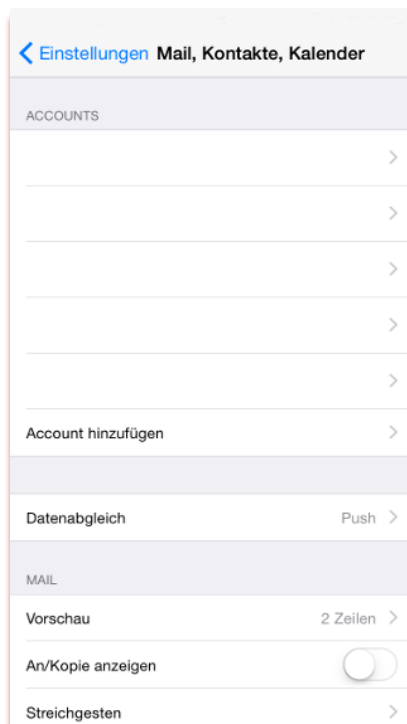 Einstellungen Mail, Kontakte, Kalender
ACCOUNTS
Account hinzufügen
Datenabgleich Push
MAIL
Vorschau 2 Zeilen
An/Kopie anzeigen
Streichgesten